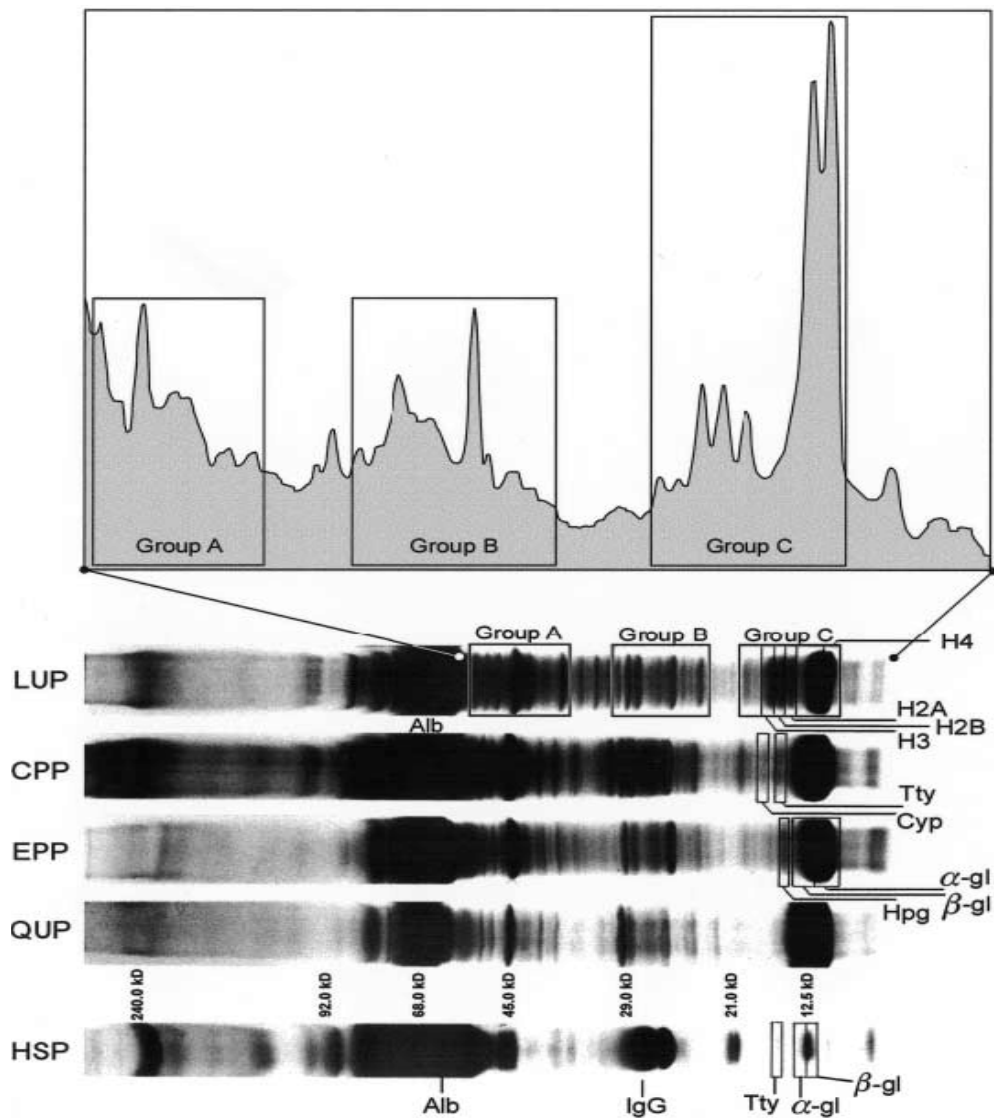 Group A Group B Group C
Group A Group B Group C H4
LUP
H2A
Alb H2B
CPP H3
Tty
Cyp
EPP
α-gl
β-gl
QUP Hpg
240.0 kD 92.0 kD 68.0 kD 45.0 kD 29.0 kD 21.0 kD 12.5 kD
HSP
β-gl
Alb IgG Tty α-gl